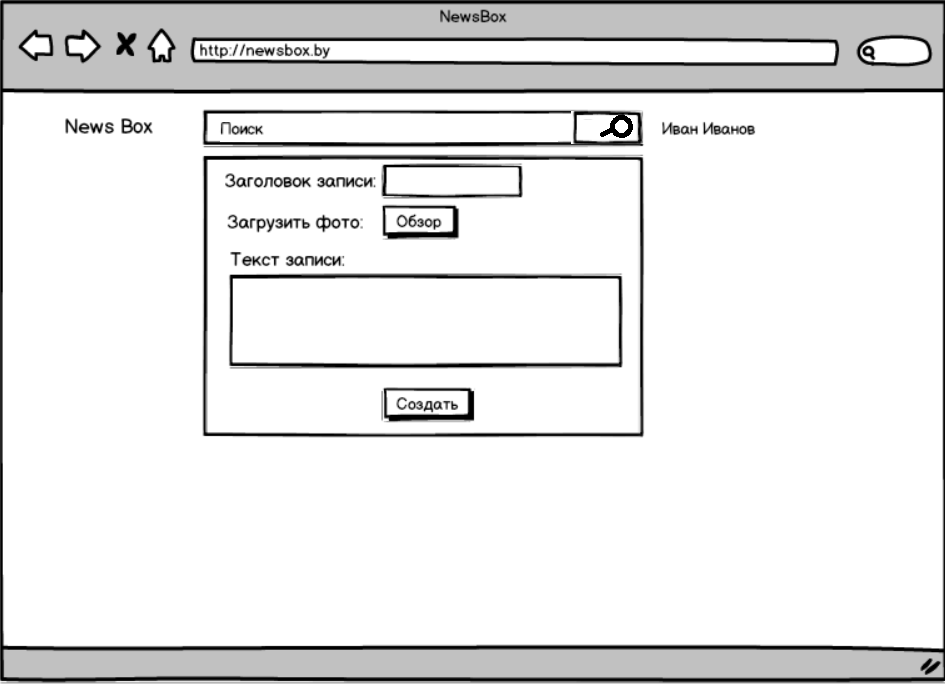 NewsBox
http://newsbox.by
News Box
Поиск
Иван Иванов
Заголовок записи:
Загрузить фото:
Обзор
Текст записи:
Создать